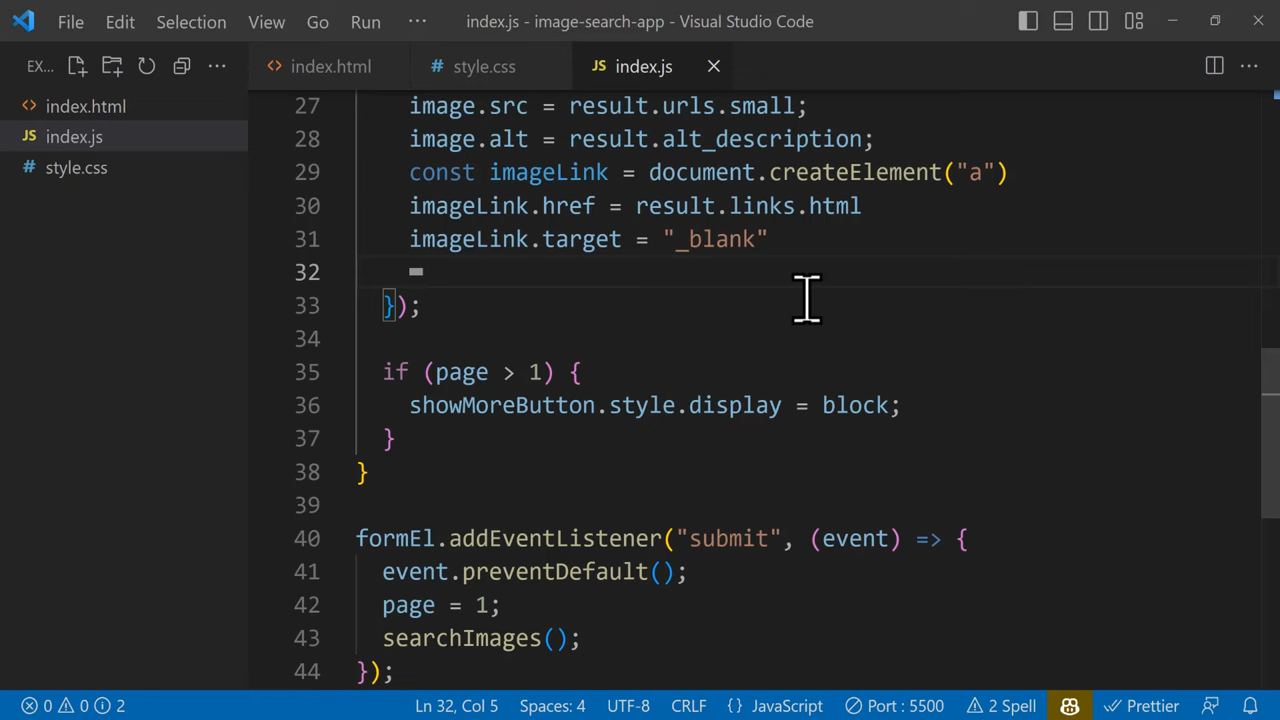 File Edit Selection View Go Run ··· index.js - image-search-app - Visual Studio Code
EX... ···
index.html
index.js
style.css
index.html style.css JS index.js ···
27 image.src = result.urls.small;
28 image.alt = result.alt_description;
29 const imageLink = document.createElement("a")
30 imageLink.href = result.links.html
31 imageLink.target = "_blank"
32
33 });
34
35 if (page > 1) {
36 showMoreButton.style.display = block;
37 }
38 }
39
40 formEl.addEventListener("submit", (event) => {
41 event.preventDefault();
42 page = 1;
43 searchImages();
44 });
0 0 2 Ln 32, Col 5 Spaces: 4 UTF-8 CRLF {} JavaScript Port : 5500 2 Spell Prettier